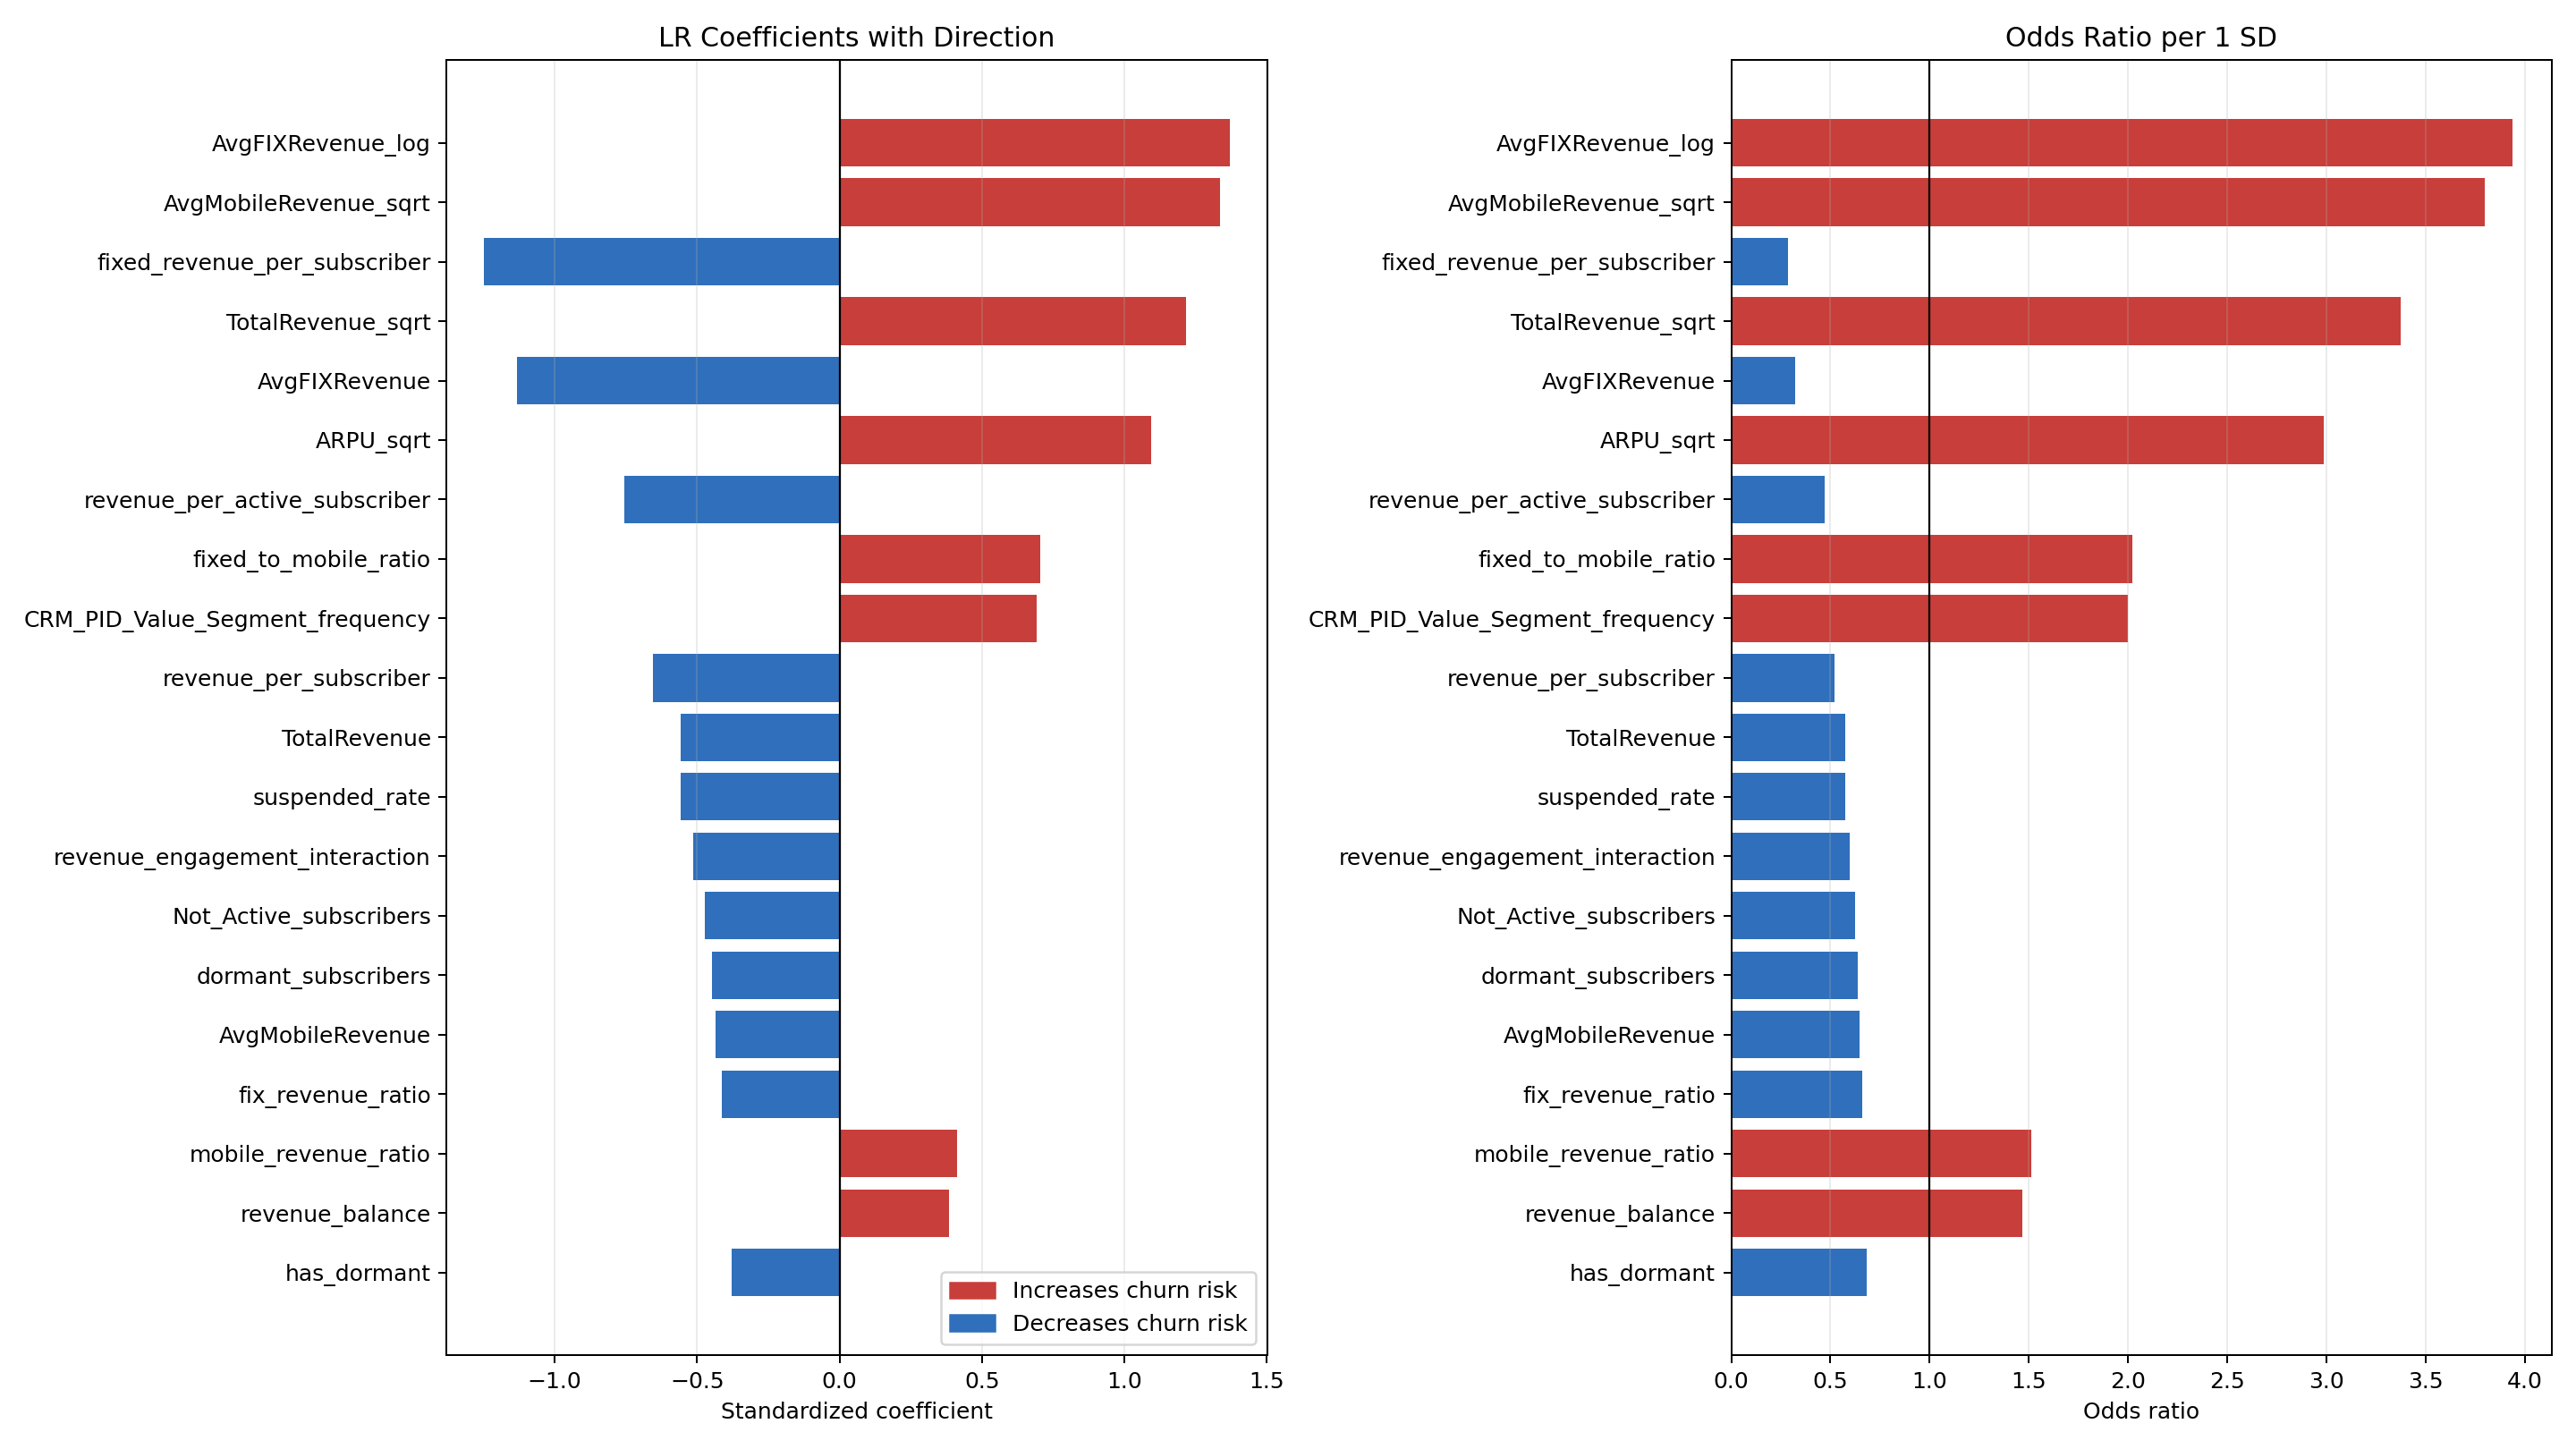 LR Coefficients with Direction
AvgFIXRevenue_log
AvgMobileRevenue_sqrt
fixed_revenue_per_subscriber
TotalRevenue_sqrt
AvgFIXRevenue
ARPU_sqrt
revenue_per_active_subscriber
fixed_to_mobile_ratio
CRM_PID_Value_Segment_frequency
revenue_per_subscriber
TotalRevenue
suspended_rate
revenue_engagement_interaction
Not_Active_subscribers
dormant_subscribers
AvgMobileRevenue
fix_revenue_ratio
mobile_revenue_ratio
revenue_balance
has_dormant
Increases churn risk
Decreases churn risk
−1.0 −0.5 0.0 0.5 1.0 1.5
Standardized coefficient
Odds Ratio per 1 SD
AvgFIXRevenue_log
AvgMobileRevenue_sqrt
fixed_revenue_per_subscriber
TotalRevenue_sqrt
AvgFIXRevenue
ARPU_sqrt
revenue_per_active_subscriber
fixed_to_mobile_ratio
CRM_PID_Value_Segment_frequency
revenue_per_subscriber
TotalRevenue
suspended_rate
revenue_engagement_interaction
Not_Active_subscribers
dormant_subscribers
AvgMobileRevenue
fix_revenue_ratio
mobile_revenue_ratio
revenue_balance
has_dormant
0.0 0.5 1.0 1.5 2.0 2.5 3.0 3.5 4.0
Odds ratio